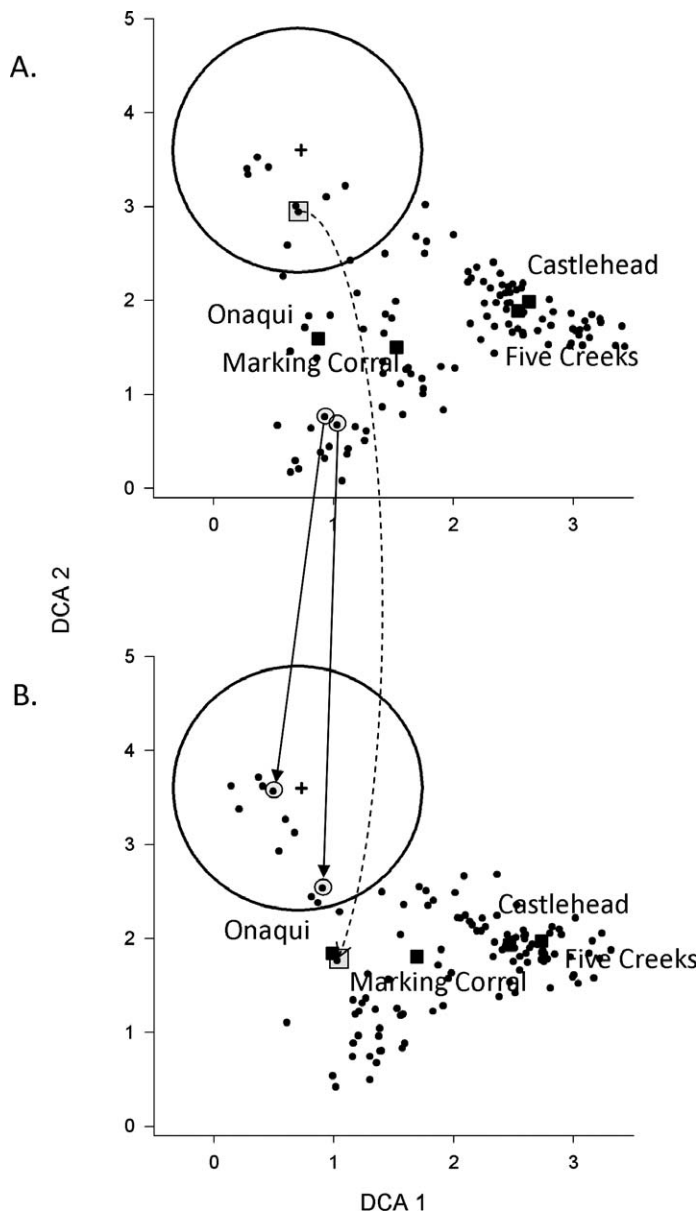 A.
5
4
3
2
1
0
Castlehead
Onaqui
Marking Corral
Five Creeks
0 1 2 3
DCA 2
B.
5
4
3
2
1
0
Castlehead
Onaqui
Five Creeks
Marking Corral
0 1 2 3
DCA 1